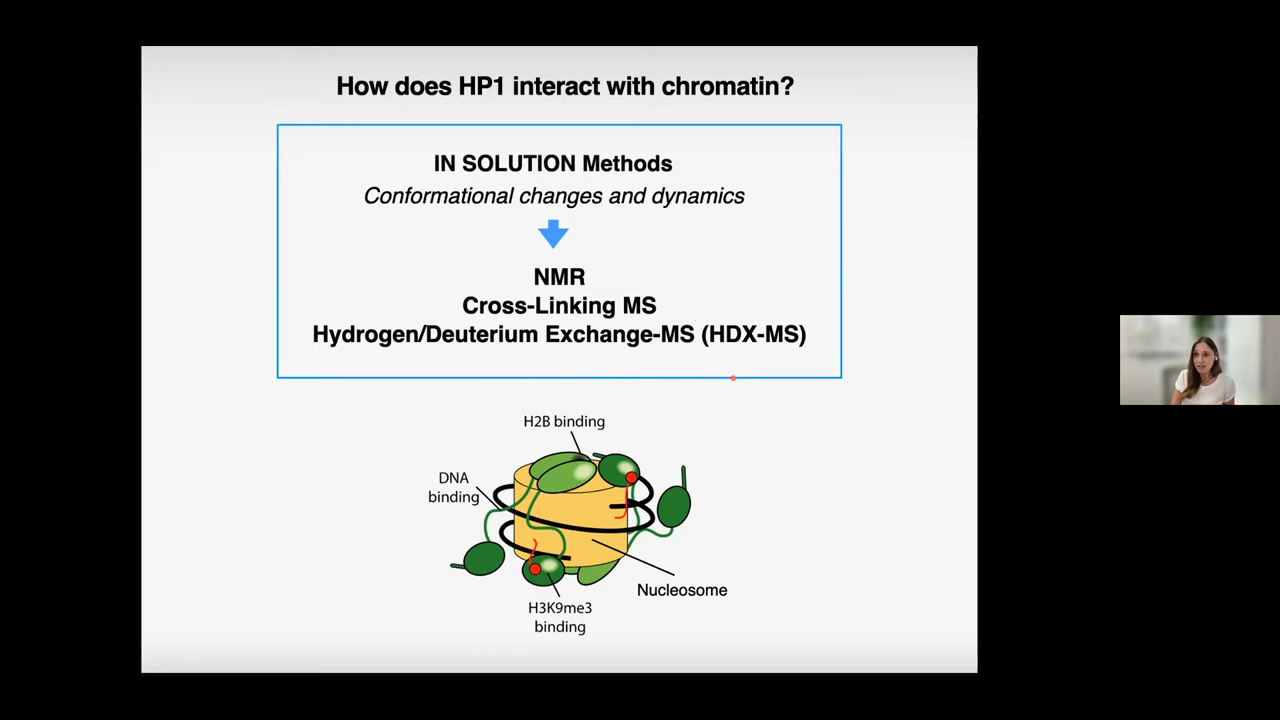 How does HP1 interact with chromatin?
IN SOLUTION Methods
Conformational changes and dynamics
NMR
Cross-Linking MS
Hydrogen/Deuterium Exchange-MS (HDX-MS)
H2B binding
DNA
binding
Nucleosome
H3K9me3
binding